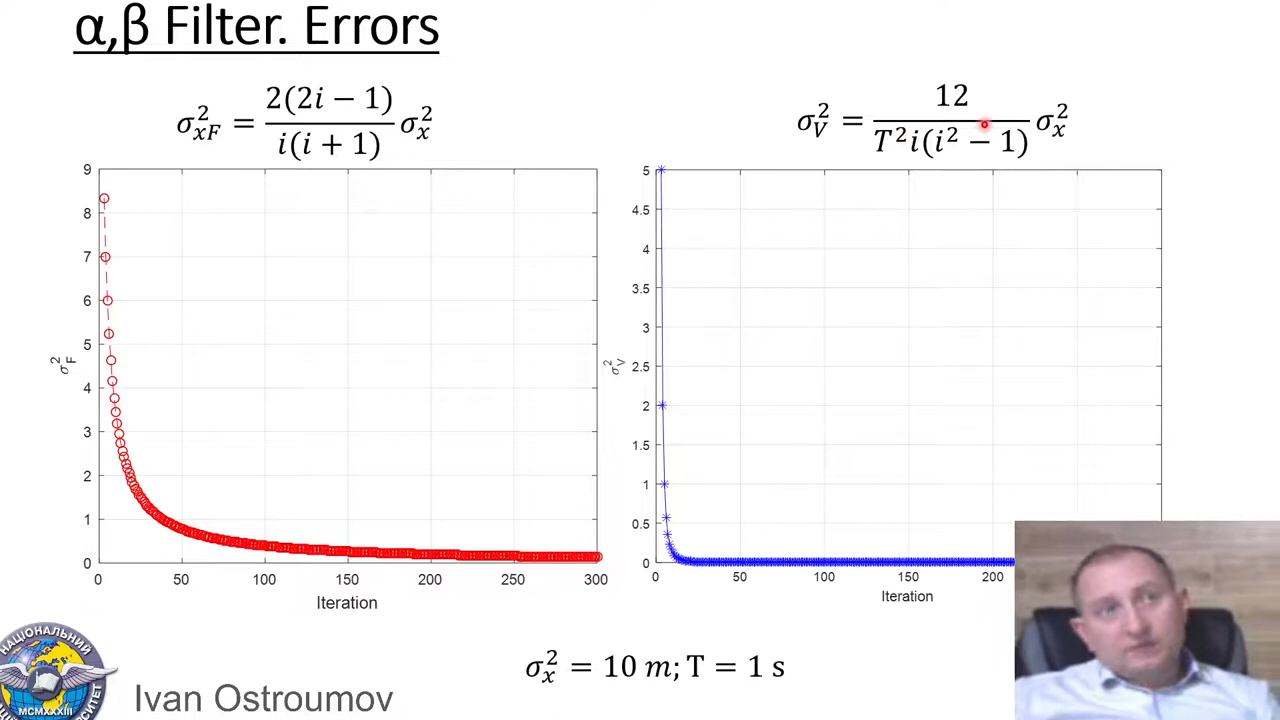 α,β Filter. Errors
σ²xF = 2(2i − 1) / i(i + 1) σ²x
σ²V = 12 / T²i(i² − 1) σ²x
9
8
7
6
5
4
3
2
1
0
σ²F
0 50 100 150 200 250 300
Iteration
5
4.5
4
3.5
3
2.5
2
1.5
1
0.5
0
σ²V
0 50 100 150 200
Iteration
σ²x = 10 m; T = 1 s
НАЦІОНАЛЬНИЙ
MCMXXXIII
Ivan Ostroumov